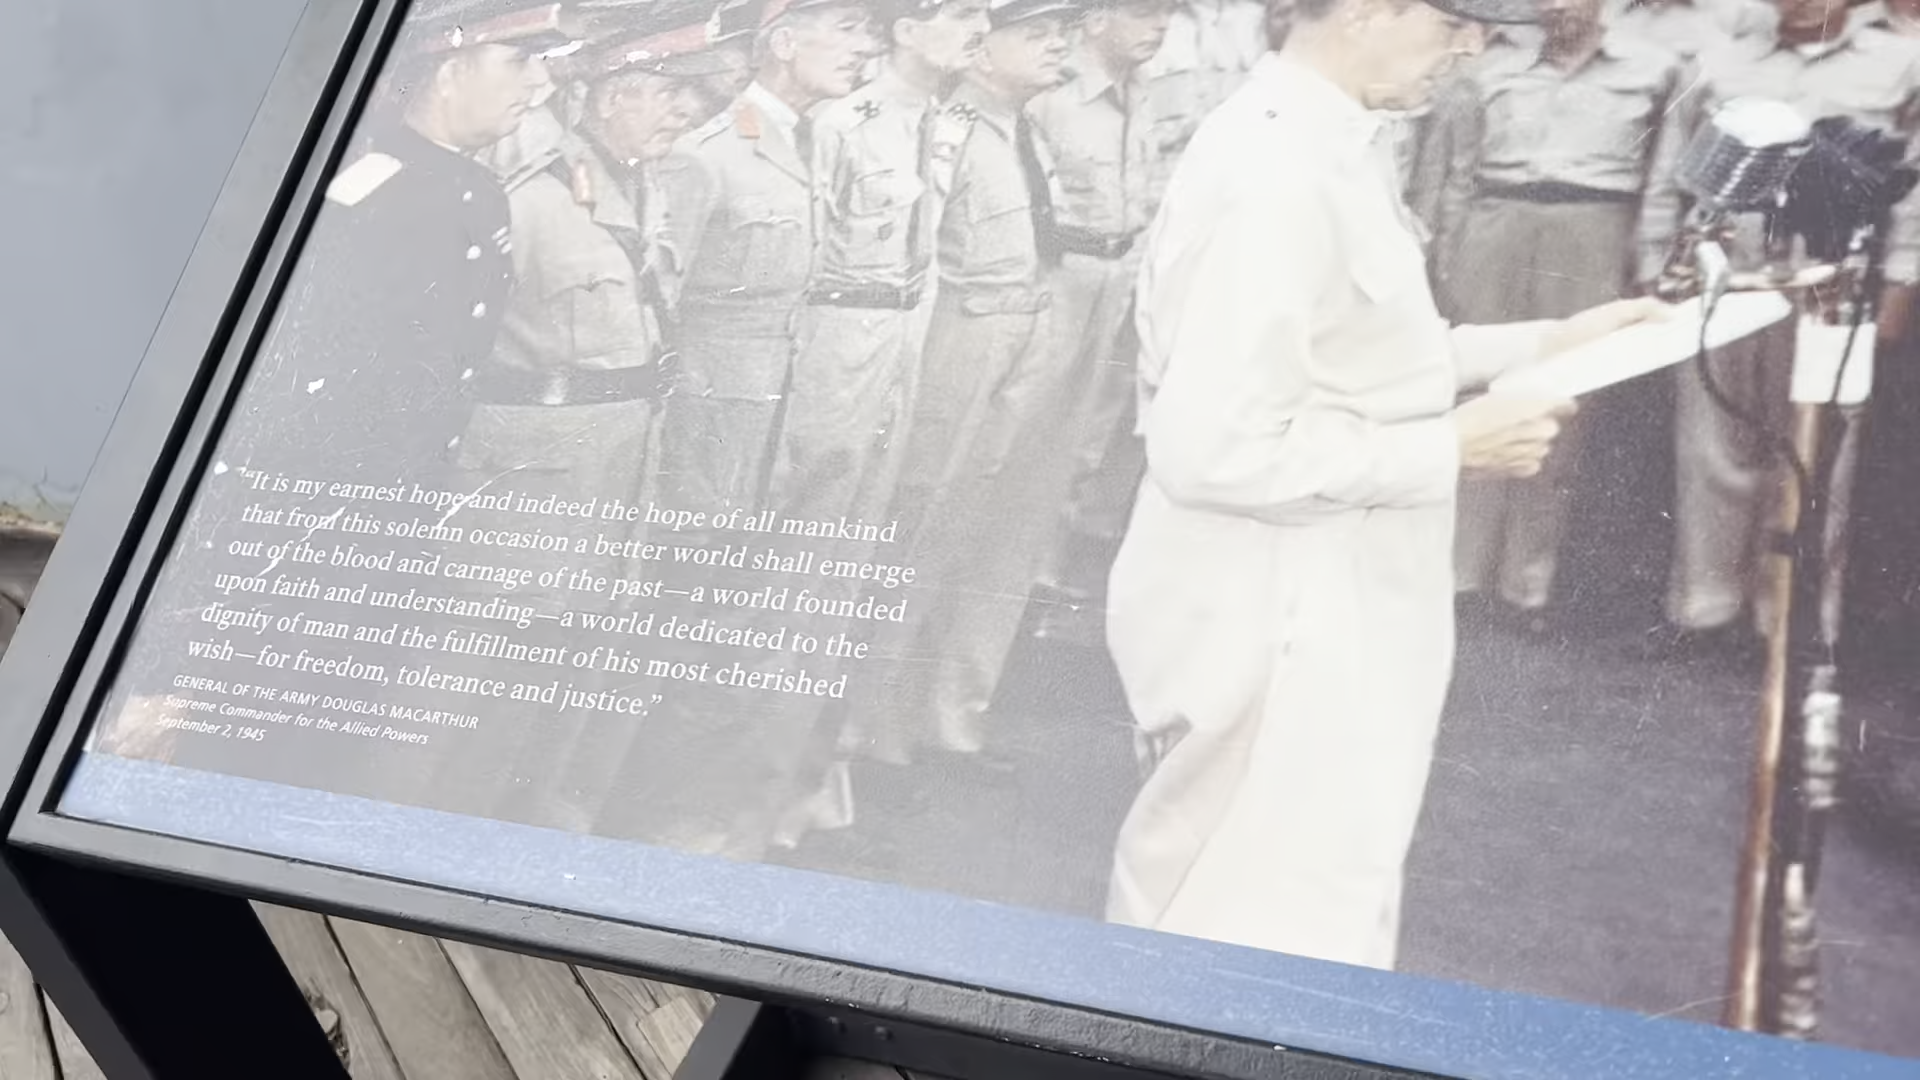 “It is my earnest hope and indeed the hope of all mankind
that from this solemn occasion a better world shall emerge
out of the blood and carnage of the past—a world founded
upon faith and understanding—a world dedicated to the
dignity of man and the fulfillment of his most cherished
wish—for freedom, tolerance and justice.”
GENERAL OF THE ARMY DOUGLAS MACARTHUR
Supreme Commander for the Allied Powers
September 2, 1945